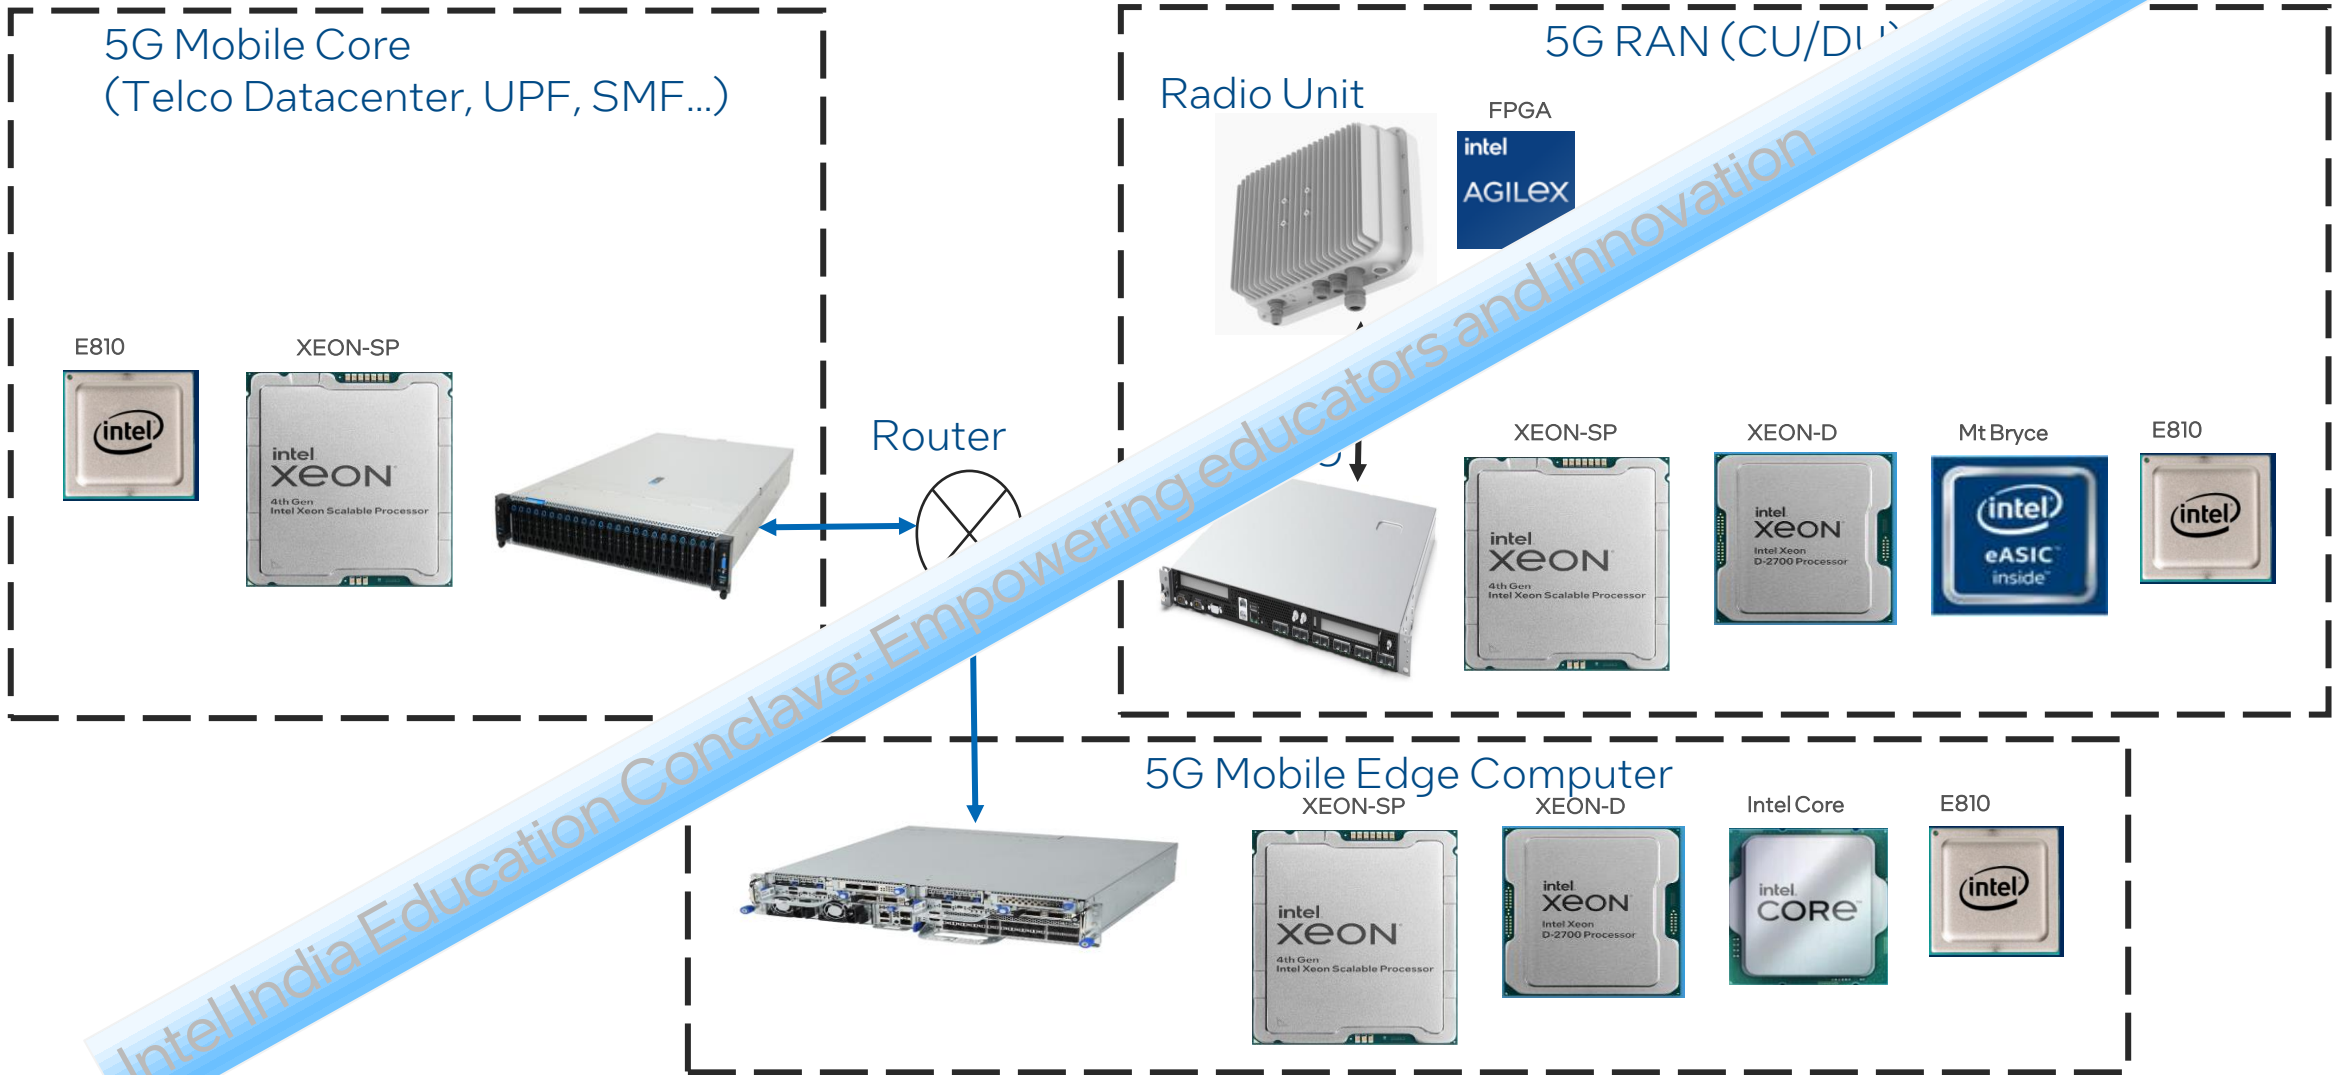 5G Mobile Core
(Telco Datacenter, UPF, SMF...)
E810
XEON-SP
intel
intel
XEON
4th Gen
Intel Xeon Scalable Processor
Router
5G RAN (CU/DU)
Radio Unit
FPGA
intel
AGILEX
XEON-SP
XEON-D
Mt Bryce
E810
intel
XEON
4th Gen
Intel Xeon Scalable Processor
intel
XEON
Intel Xeon
D-2700 Processor
intel
eASIC™
inside™
intel
5G Mobile Edge Computer
XEON-SP
XEON-D
Intel Core
E810
intel
XEON
4th Gen
Intel Xeon Scalable Processor
intel
XEON
Intel Xeon
D-2700 Processor
intel
CORE™
intel
Intel India Education Conclave: Empowering educators and innovation